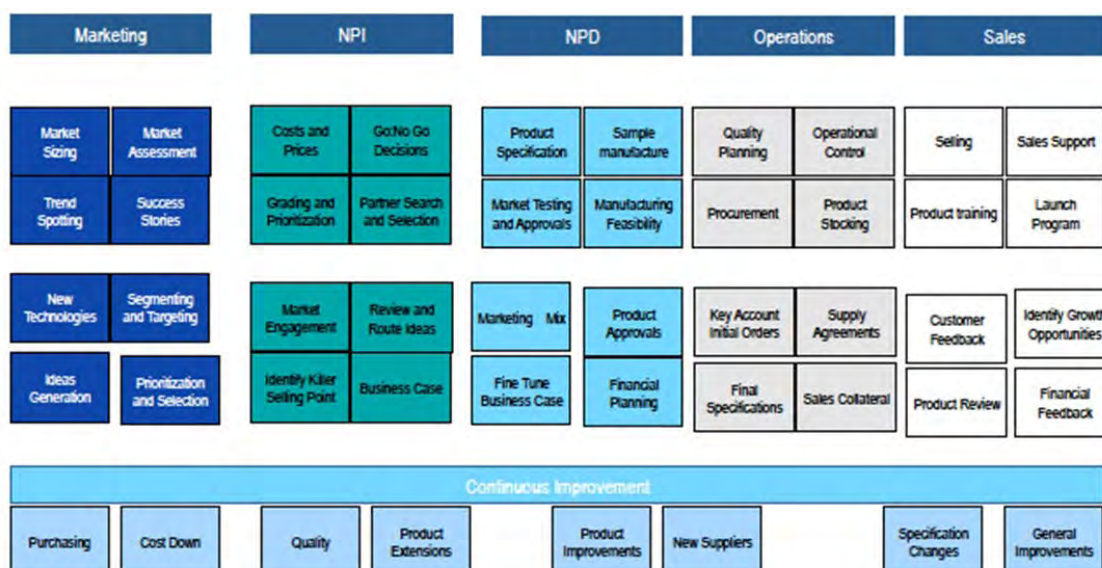 Marketing
NPI
NPD
Operations
Sales
Market
Sizing
Market
Assessment
Costs and
Prices
Go:No Go
Decisions
Product
Specification
Sample
manufacture
Quality
Planning
Operational
Control
Selling
Sales Support
Trend
Spotting
Success
Stories
Grading and
Prioritization
Partner Search
and Selection
Market Testing
and Approvals
Manufacturing
Feasibility
Procurement
Product
Stocking
Product training
Launch
Program
New
Technologies
Segmenting
and Targeting
Market
Engagement
Review and
Route Ideas
Marketing Mix
Product
Approvals
Key Account
Initial Orders
Supply
Agreements
Customer
Feedback
Identify Growth
Opportunities
Ideas
Generation
Prioritization
and Selection
Identify Killer
Selling Point
Business Case
Fine Tune
Business Case
Financial
Planning
Final
Specifications
Sales Collateral
Product Review
Financial
Feedback
Continuous Improvement
Purchasing
Cost Down
Quality
Product
Extensions
Product
Improvements
New Suppliers
Specification
Changes
General
Improvements